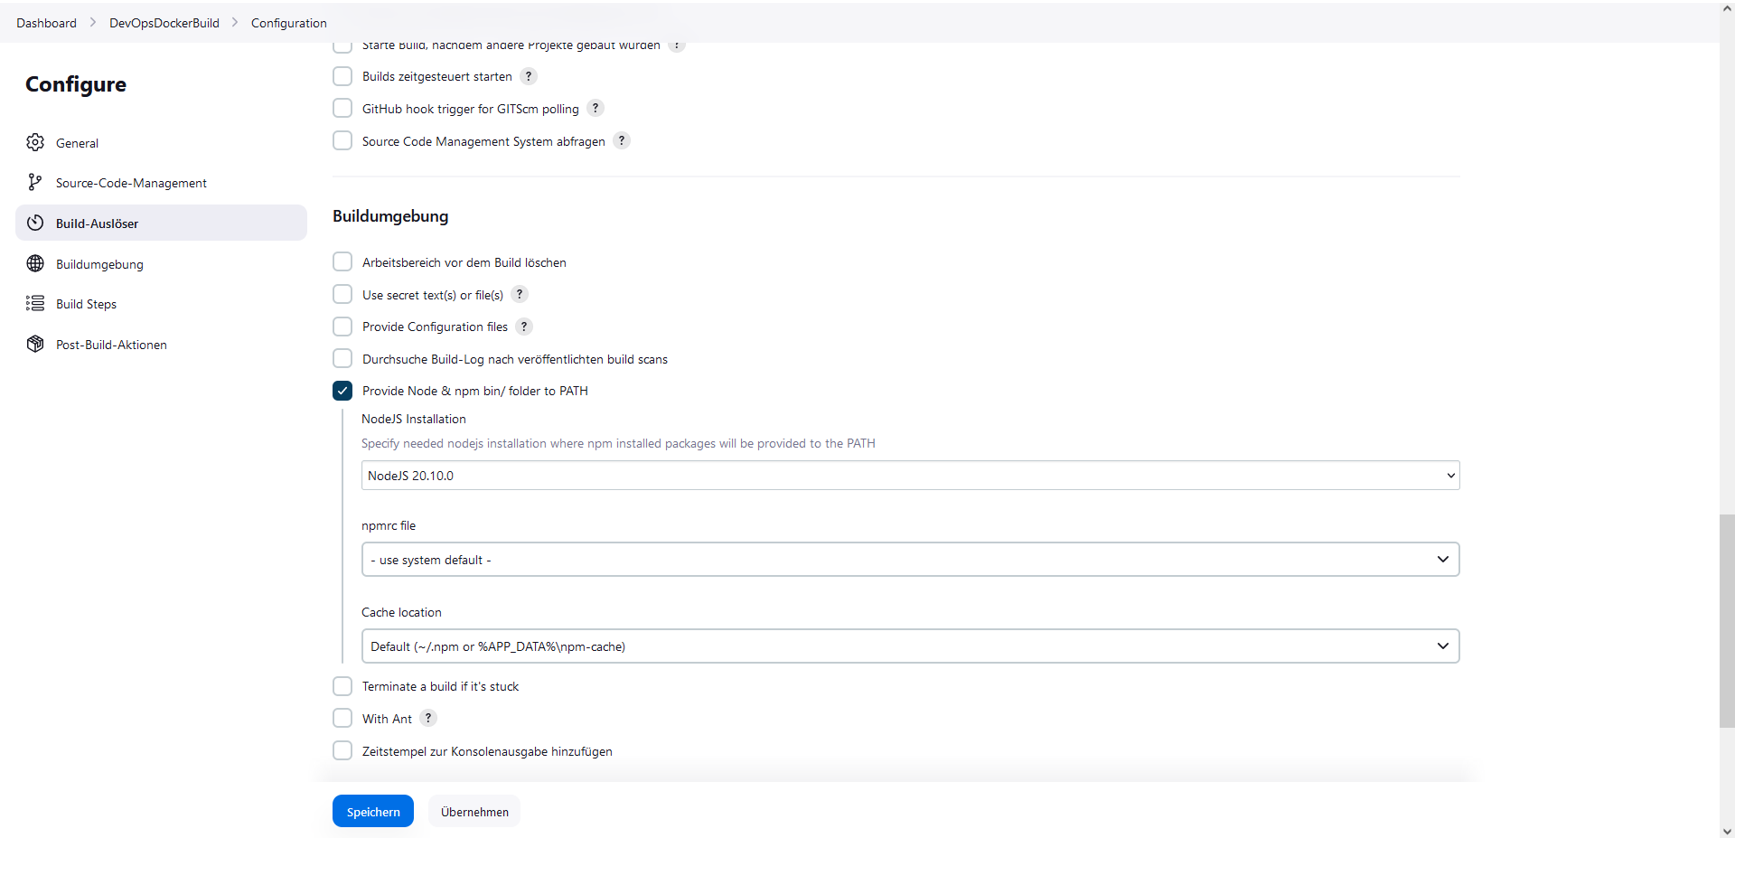 Dashboard > DevOpsDockerBuild > Configuration
Configure
General
Source-Code-Management
Build-Auslöser
Buildumgebung
Build Steps
Post-Build-Aktionen
Starte Build, nachdem andere Projekte gebaut wurden ?
Builds zeitgesteuert starten ?
GitHub hook trigger for GITScm polling ?
Source Code Management System abfragen ?
Buildumgebung
Arbeitsbereich vor dem Build löschen
Use secret text(s) or file(s) ?
Provide Configuration files ?
Durchsuche Build-Log nach veröffentlichten build scans
Provide Node & npm bin/ folder to PATH
NodeJS Installation
Specify needed nodejs installation where npm installed packages will be provided to the PATH
NodeJS 20.10.0
npmrc file
- use system default -
Cache location
Default (~/.npm or %APP_DATA%\npm-cache)
Terminate a build if it's stuck
With Ant ?
Zeitstempel zur Konsolenausgabe hinzufügen
Speichern
Übernehmen